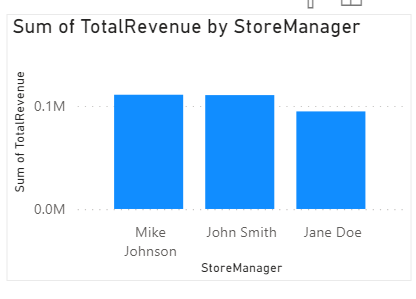 Sum of TotalRevenue by StoreManager
Sum of TotalRevenue
0.1M
0.0M
Mike
Johnson
John Smith
Jane Doe
StoreManager